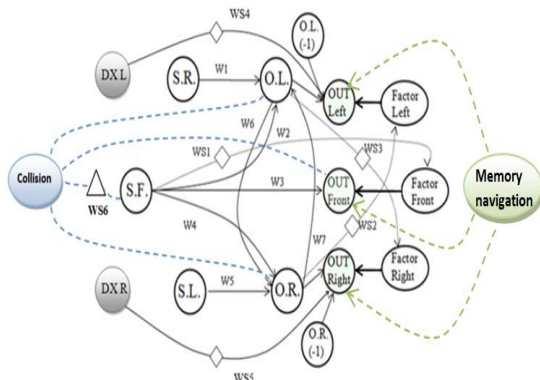 WS4
O.L.
(-1)
DX L
S.R.
W1
O.L.
OUT
Left
Factor
Left
W6
W2
WS1
WS3
Collision
WS6
S.F.
W3
OUT
Front
Factor
Front
Memory
navigation
W4
W7
WS2
DX R
S.L.
W5
O.R.
OUT
Right
Factor
Right
O.R.
(-1)
WS5